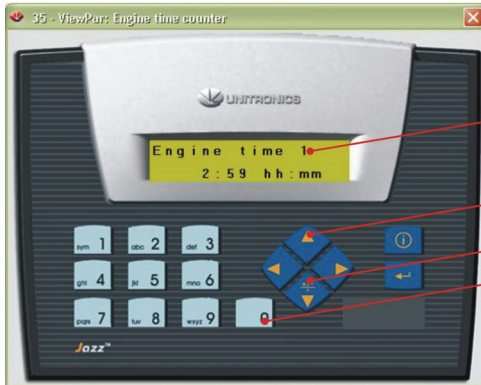 35 - ViewPar: Engine time counter
UNITRONICS
Engine time 1
2:59 hh:mm
sym 1 abc 2 def 3
ghi 4 jkl 5 mno 6
pqrs 7 tuv 8 wxyz 9 0
+/-
Jazz™